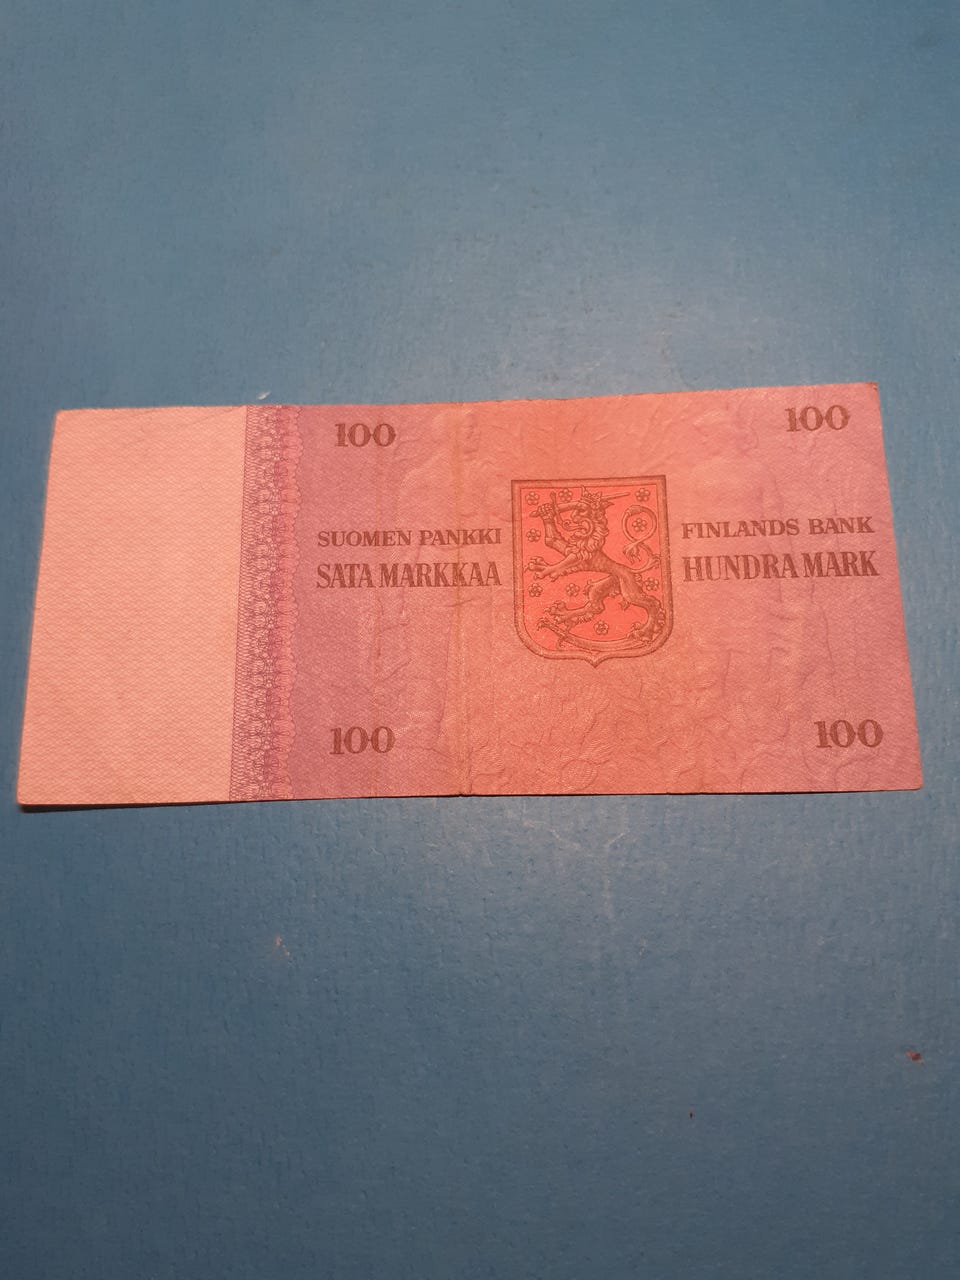 100
100
SUOMEN PANKKI
SATA MARKKAA
FINLANDS BANK
HUNDRA MARK
100
100